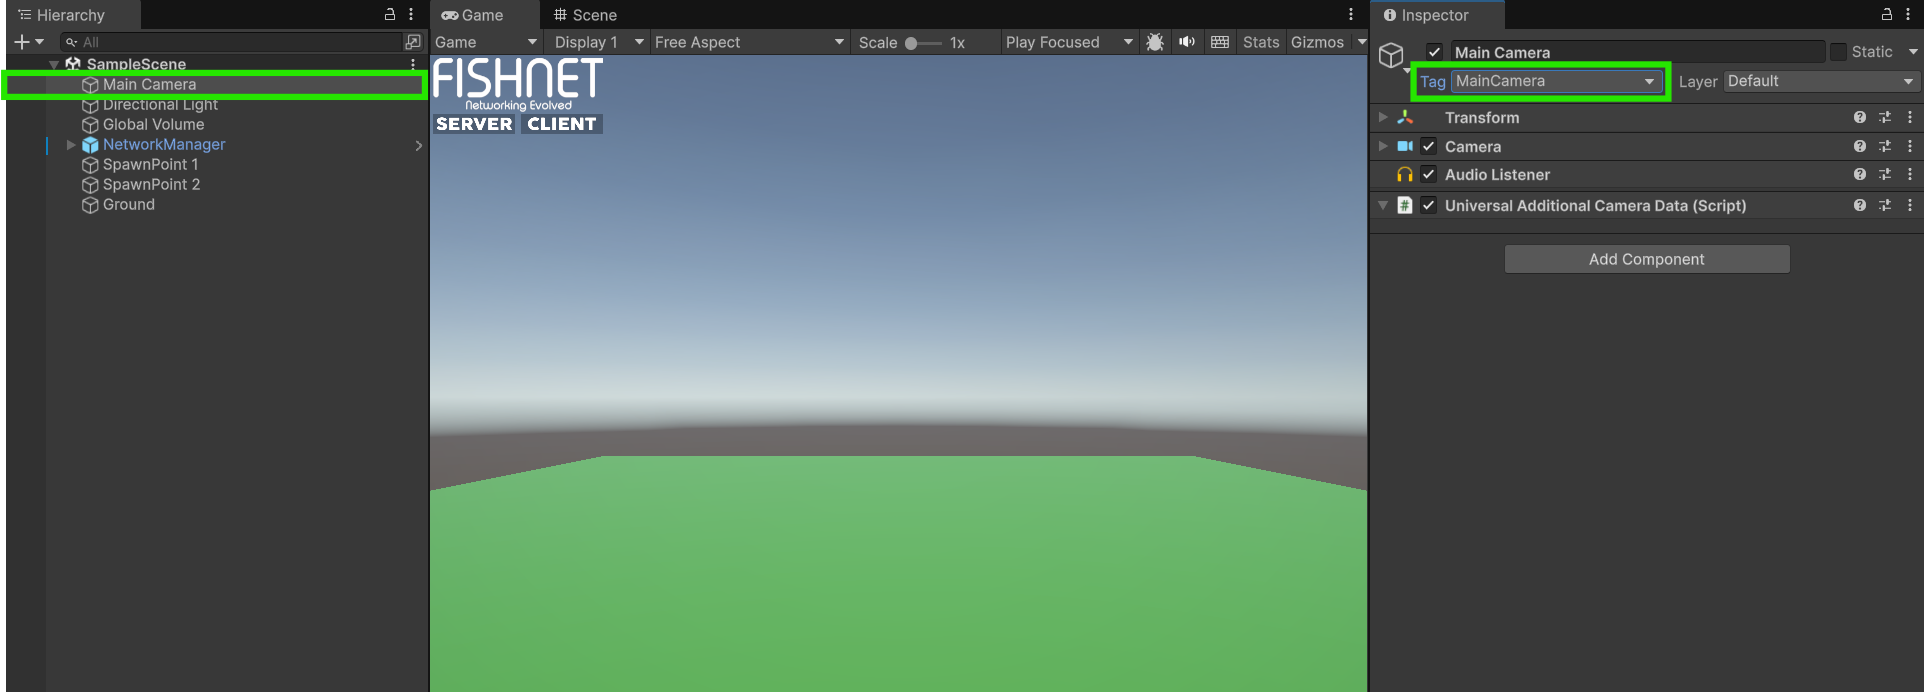 Hierarchy
All
SampleScene
Main Camera
Directional Light
Global Volume
NetworkManager
SpawnPoint 1
SpawnPoint 2
Ground
Game
Scene
Game
Display 1
Free Aspect
Scale
1x
Play Focused
Stats
Gizmos
FISHNET
Networking Evolved
SERVER
CLIENT
Inspector
Main Camera
Static
Tag
MainCamera
Layer
Default
Transform
Camera
Audio Listener
Universal Additional Camera Data (Script)
Add Component